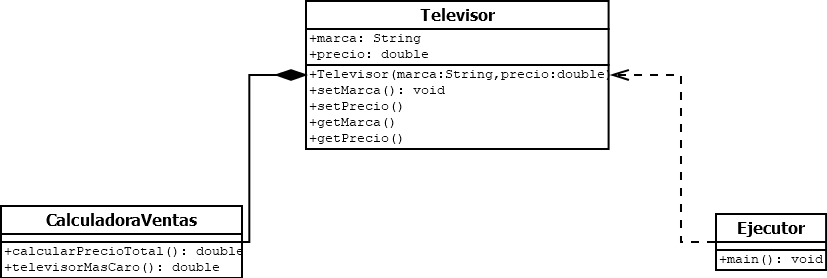 Televisor
+marca: String
+precio: double
+Televisor(marca:String,precio:double)
+setMarca(): void
+setPrecio()
+getMarca()
+getPrecio()
CalculadoraVentas
+calcularPrecioTotal(): double
+televisorMasCaro(): double
Ejecutor
+main(): void